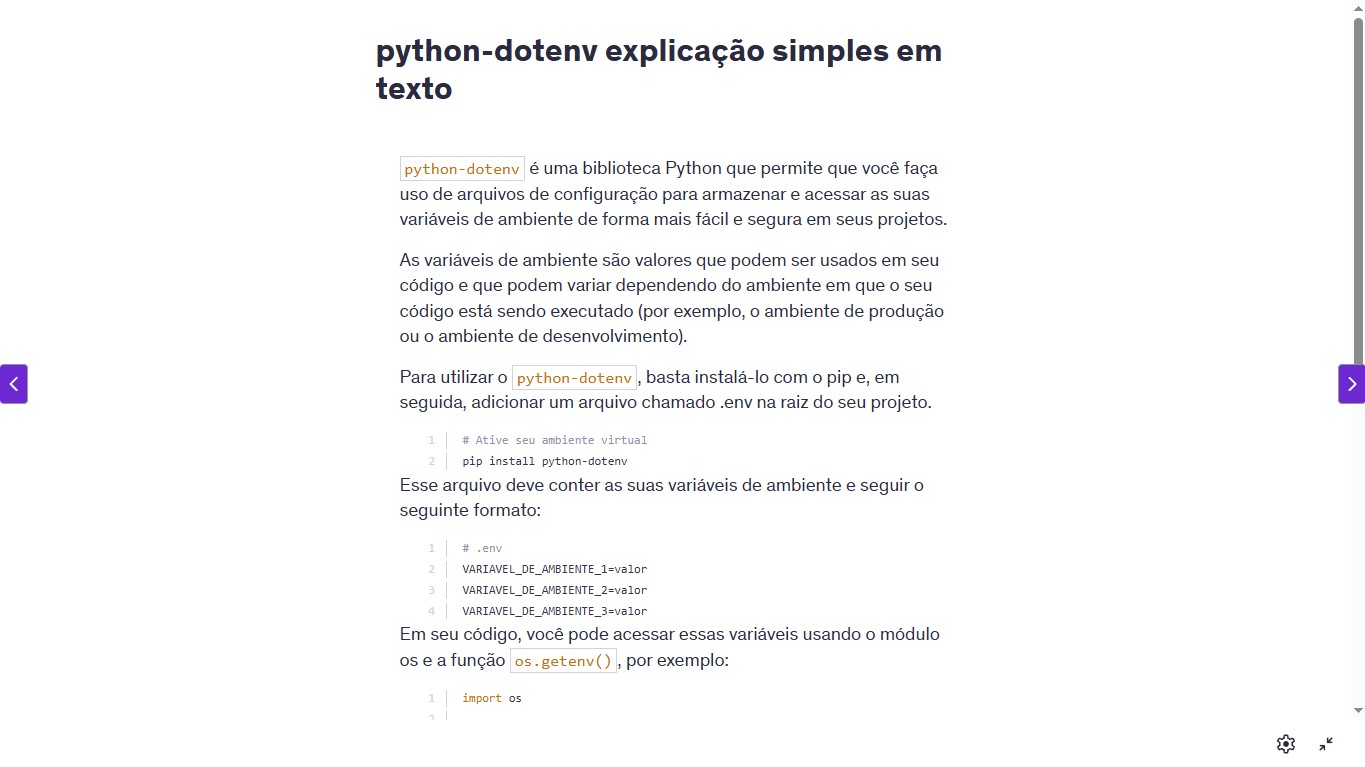 python-dotenv explicação simples em
texto
python-dotenv é uma biblioteca Python que permite que você faça
uso de arquivos de configuração para armazenar e acessar as suas
variáveis de ambiente de forma mais fácil e segura em seus projetos.
As variáveis de ambiente são valores que podem ser usados em seu
código e que podem variar dependendo do ambiente em que o seu
código está sendo executado (por exemplo, o ambiente de produção
ou o ambiente de desenvolvimento).
Para utilizar o python-dotenv, basta instalá-lo com o pip e, em
seguida, adicionar um arquivo chamado .env na raiz do seu projeto.
1 # Ative seu ambiente virtual
2 pip install python-dotenv
Esse arquivo deve conter as suas variáveis de ambiente e seguir o
seguinte formato:
1 # .env
2 VARIAVEL_DE_AMBIENTE_1=valor
3 VARIAVEL_DE_AMBIENTE_2=valor
4 VARIAVEL_DE_AMBIENTE_3=valor
Em seu código, você pode acessar essas variáveis usando o módulo
os e a função os.getenv(), por exemplo:
1 import os
2